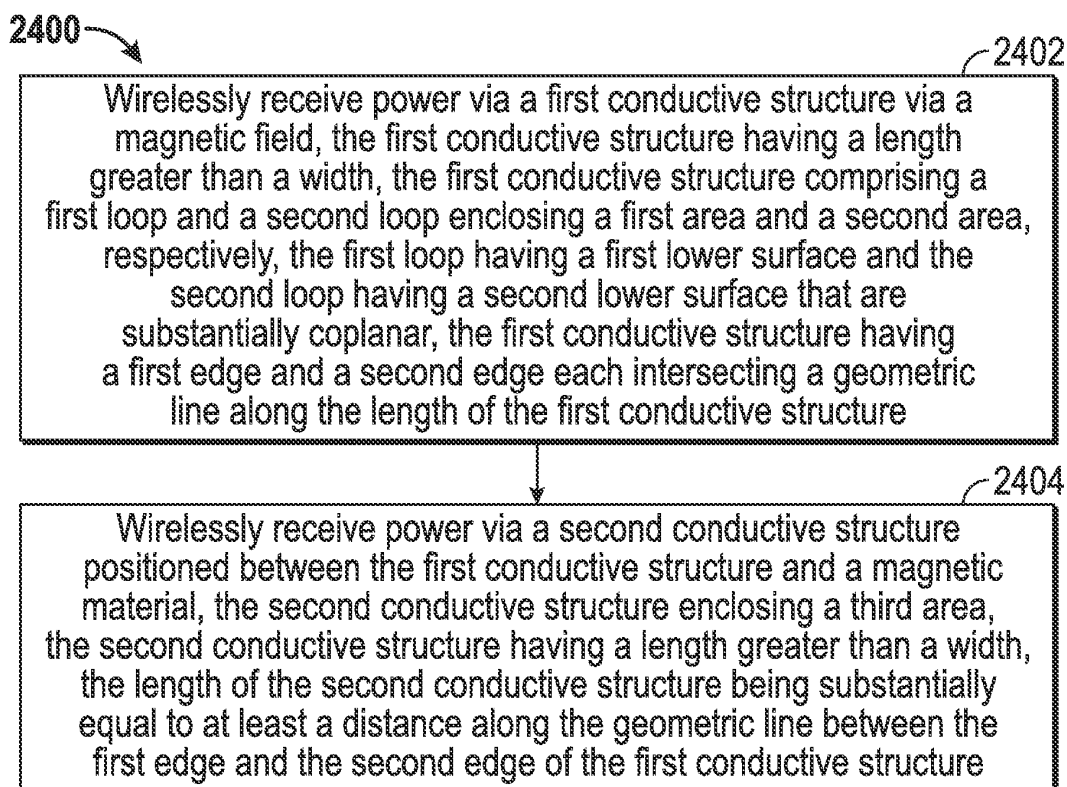 2400
2402
Wirelessly receive power via a first conductive structure via a
magnetic field, the first conductive structure having a length
greater than a width, the first conductive structure comprising a
first loop and a second loop enclosing a first area and a second area,
respectively, the first loop having a first lower surface and the
second loop having a second lower surface that are
substantially coplanar, the first conductive structure having
a first edge and a second edge each intersecting a geometric
line along the length of the first conductive structure
2404
Wirelessly receive power via a second conductive structure
positioned between the first conductive structure and a magnetic
material, the second conductive structure enclosing a third area,
the second conductive structure having a length greater than a width,
the length of the second conductive structure being substantially
equal to at least a distance along the geometric line between the
first edge and the second edge of the first conductive structure